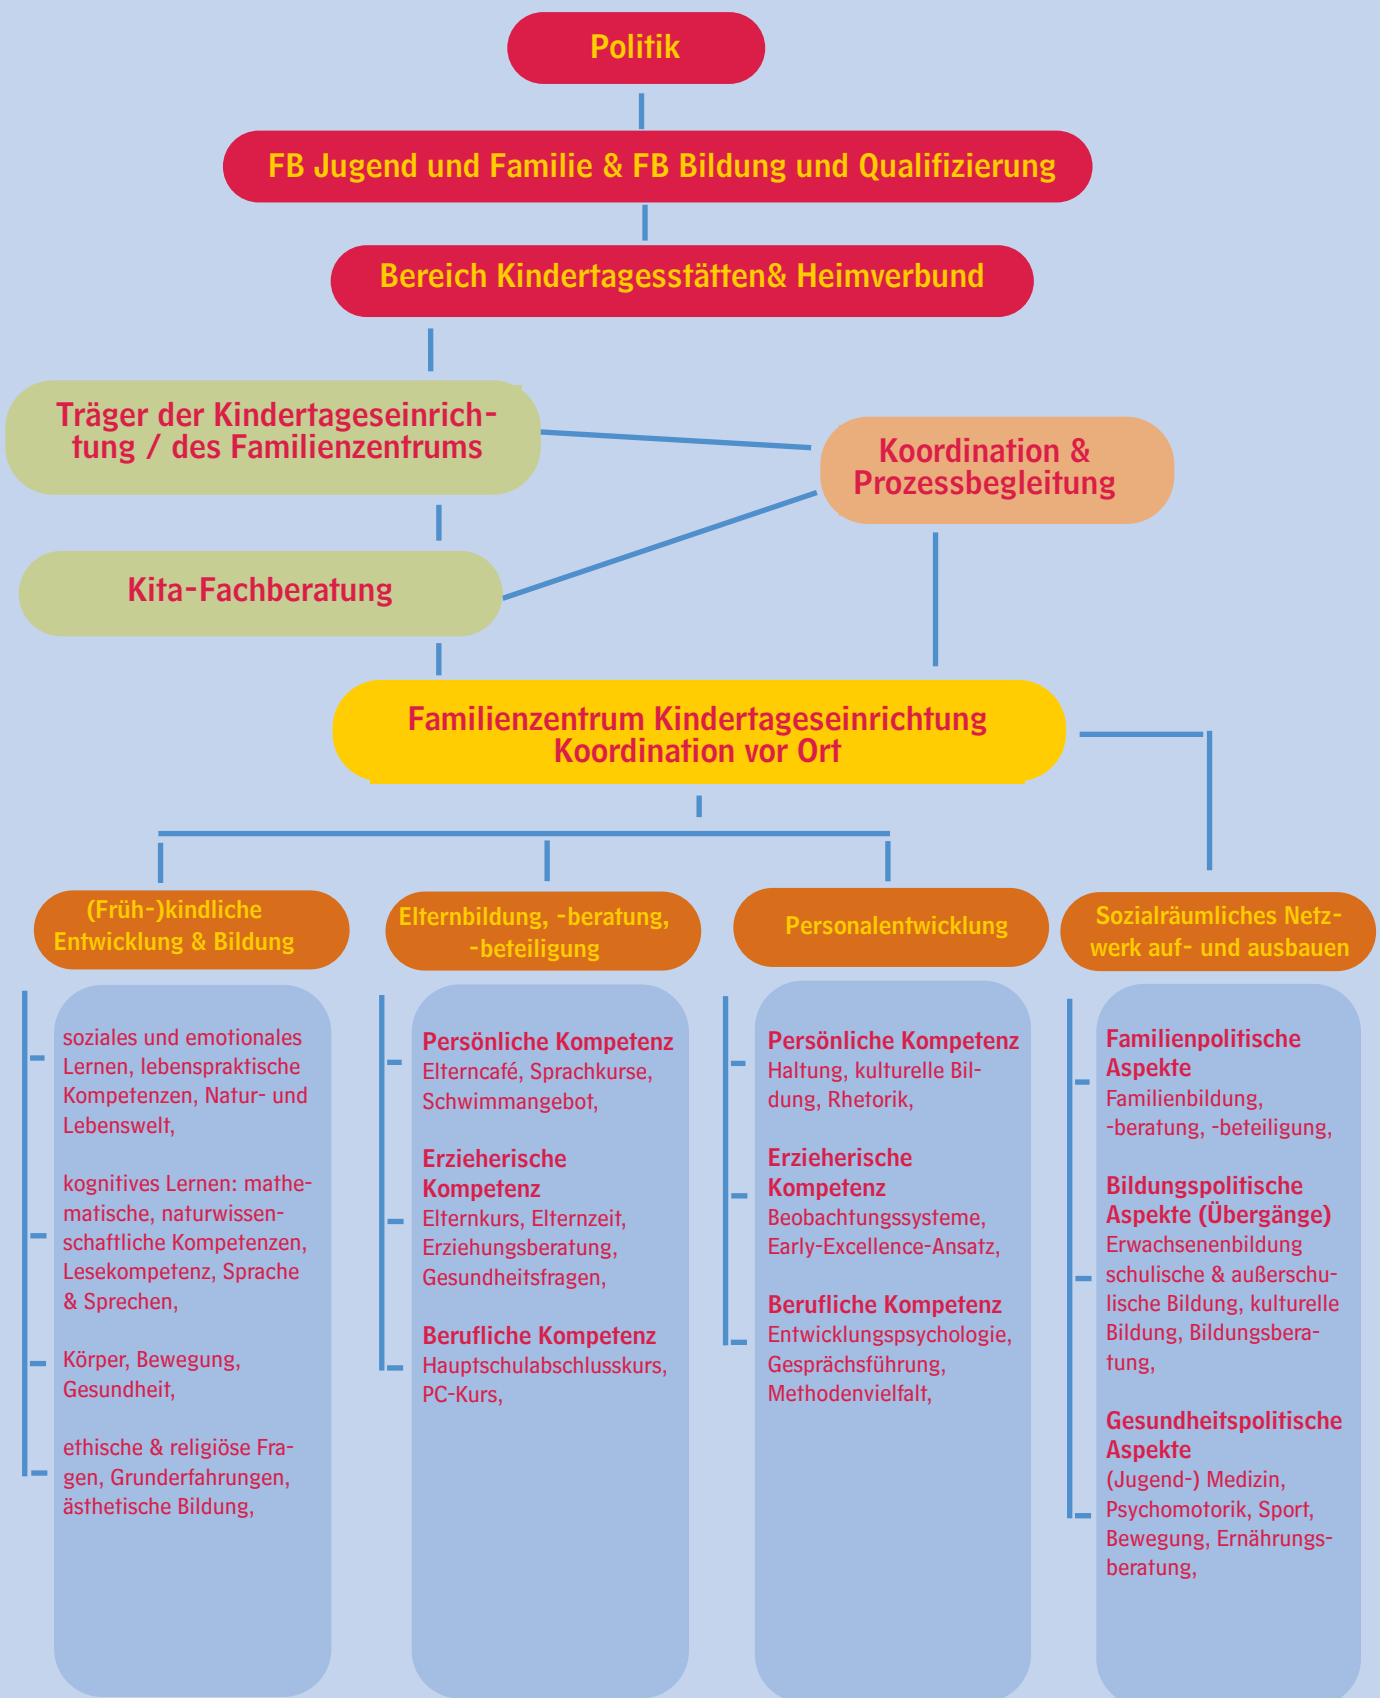 Politik
FB Jugend und Familie & FB Bildung und Qualifizierung
Bereich Kindertagesstätten& Heimverbund
Träger der Kindertageseinrich-
tung / des Familienzentrums
Koordination &
Prozessbegleitung
Kita-Fachberatung
Familienzentrum Kindertageseinrichtung
Koordination vor Ort
(Früh-)kindliche
Entwicklung & Bildung
soziales und emotionales
Lernen, lebenspraktische
Kompetenzen, Natur- und
Lebenswelt,
kognitives Lernen: mathe-
matische, naturwissen-
schaftliche Kompetenzen,
Lesekompetenz, Sprache
& Sprechen,
Körper, Bewegung,
Gesundheit,
ethische & religiöse Fra-
gen, Grunderfahrungen,
ästhetische Bildung,
Elternbildung, -beratung,
-beteiligung
Persönliche Kompetenz
Elterncafé, Sprachkurse,
Schwimmangebot,
Erzieherische
Kompetenz
Elternkurs, Elternzeit,
Erziehungsberatung,
Gesundheitsfragen,
Berufliche Kompetenz
Hauptschulabschlusskurs,
PC-Kurs,
Personalentwicklung
Persönliche Kompetenz
Haltung, kulturelle Bil-
dung, Rhetorik,
Erzieherische
Kompetenz
Beobachtungssysteme,
Early-Excellence-Ansatz,
Berufliche Kompetenz
Entwicklungspsychologie,
Gesprächsführung,
Methodenvielfalt,
Sozialräumliches Netz-
werk auf- und ausbauen
Familienpolitische
Aspekte
Familienbildung,
-beratung, -beteiligung,
Bildungspolitische
Aspekte (Übergänge)
Erwachsenenbildung
schulische & außerschu-
lische Bildung, kulturelle
Bildung, Bildungsbera-
tung,
Gesundheitspolitische
Aspekte
(Jugend-) Medizin,
Psychomotorik, Sport,
Bewegung, Ernährungs-
beratung,